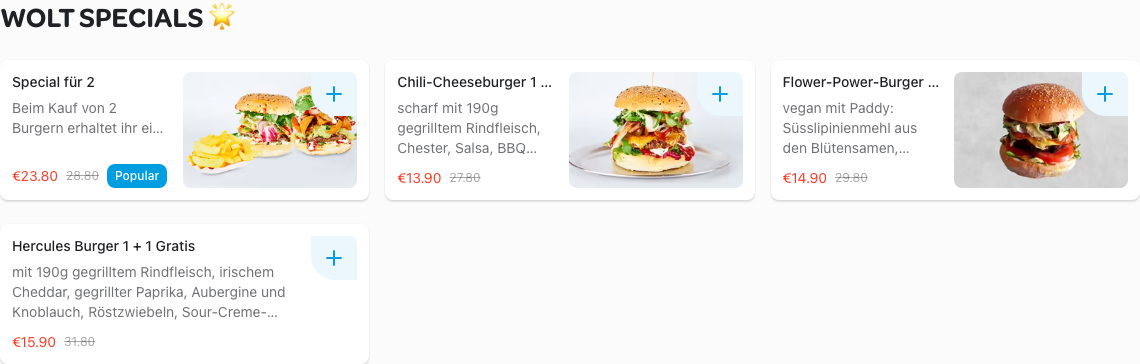 WOLT SPECIALS 🌟
Special für 2
Beim Kauf von 2
Burgern erhaltet ihr ei...
€23.80 28.80 Popular
Chili-Cheeseburger 1 ...
scharf mit 190g
gegrilltem Rindfleisch,
Chester, Salsa, BBQ...
€13.90 27.80
Flower-Power-Burger ...
vegan mit Paddy:
Süsslipinienmehl aus
den Blütensamen,...
€14.90 29.80
Hercules Burger 1 + 1 Gratis
mit 190g gegrilltem Rindfleisch, irischem
Cheddar, gegrillter Paprika, Aubergine und
Knoblauch, Röstzwiebeln, Sour-Creme-...
€15.90 31.80